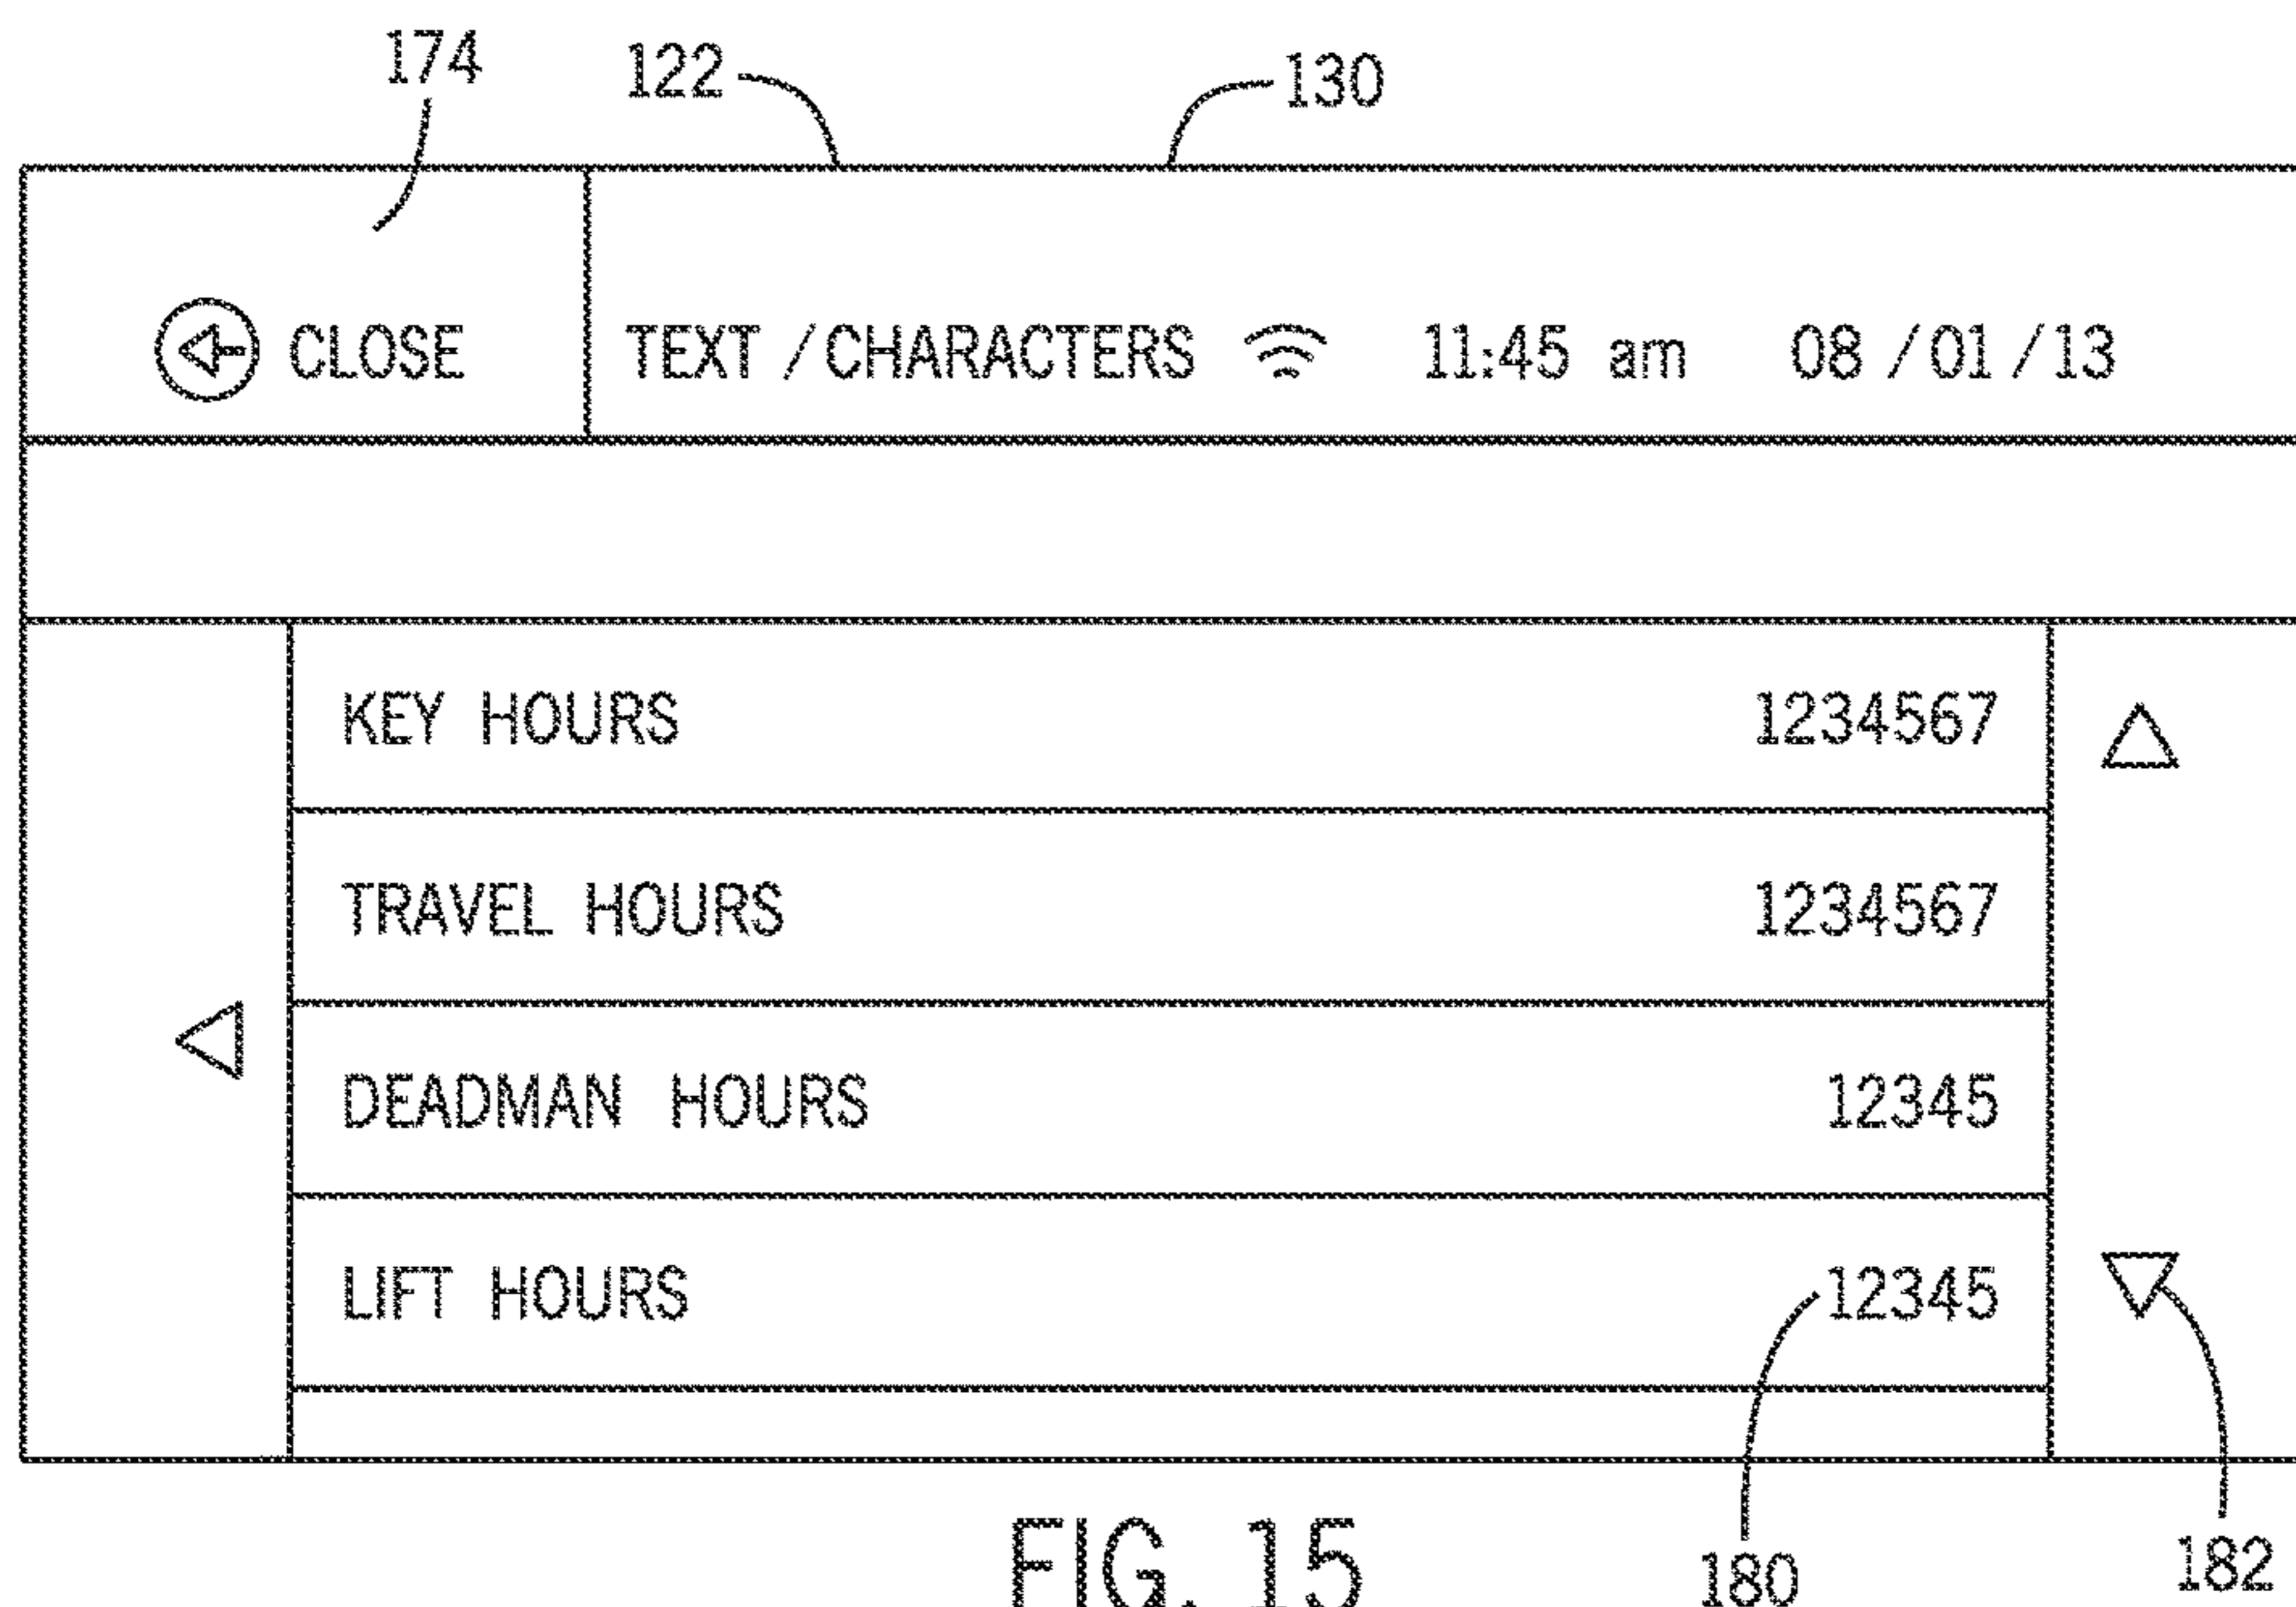 174 122 130
CLOSE TEXT / CHARACTERS 11:45 am 08 / 01 / 13
KEY HOURS 1234567
TRAVEL HOURS 1234567
DEADMAN HOURS 12345
LIFT HOURS 12345
FIG. 15 180 182